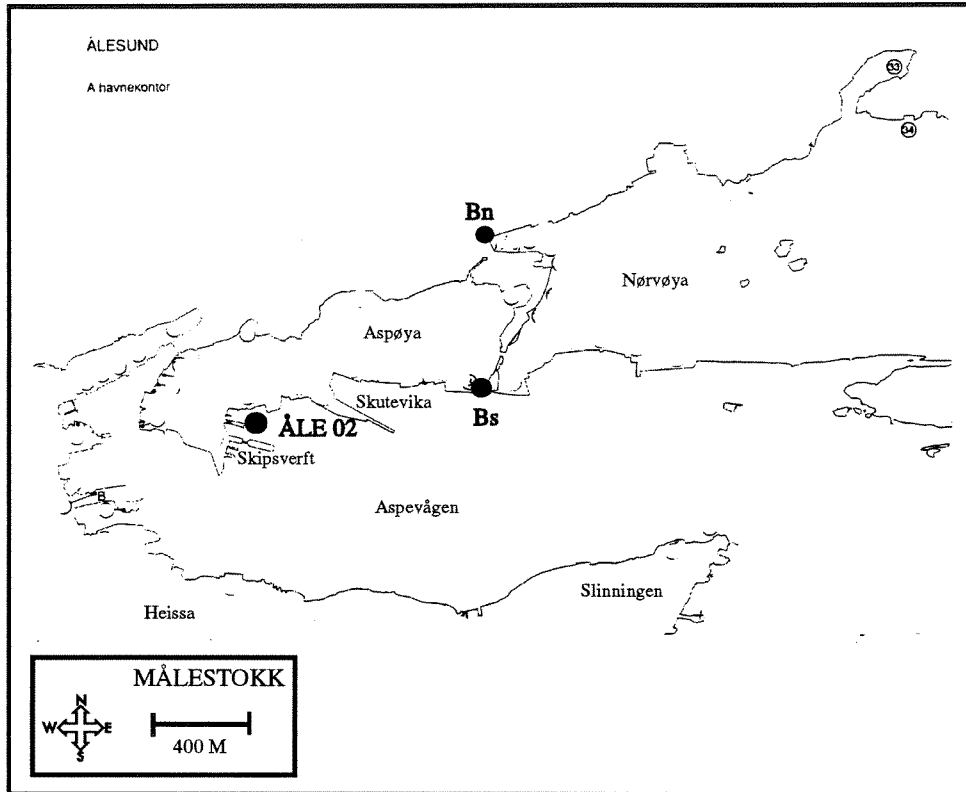 ÅLESUND
A havnekontor
33
34
Bn
Nørvøya
Aspøya
Skutevika
Bs
ÅLE 02
Skipsverft
B
Aspevågen
Slinningen
Heissa
MÅLESTOKK
N
W E
S
400 M